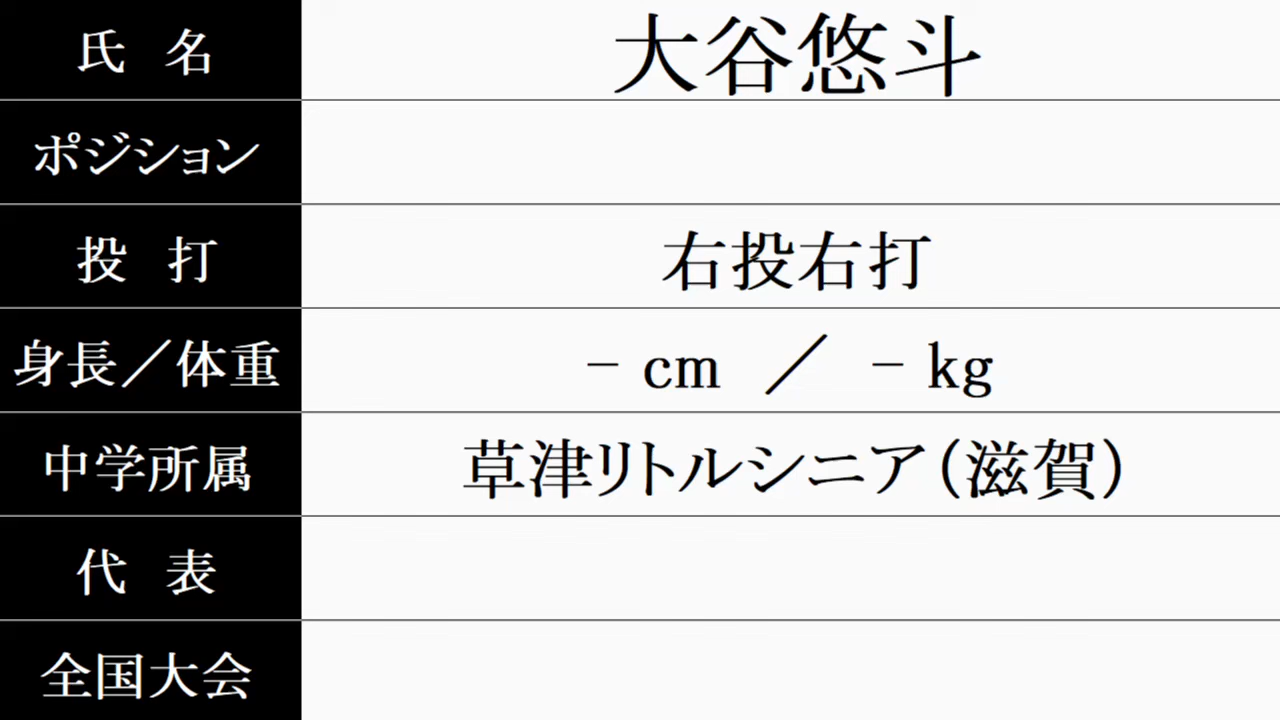 氏 名 大谷悠斗
ポジション
投 打 右投右打
身長／体重 − cm ／ − kg
中学所属 草津リトルシニア(滋賀)
代 表
全国大会